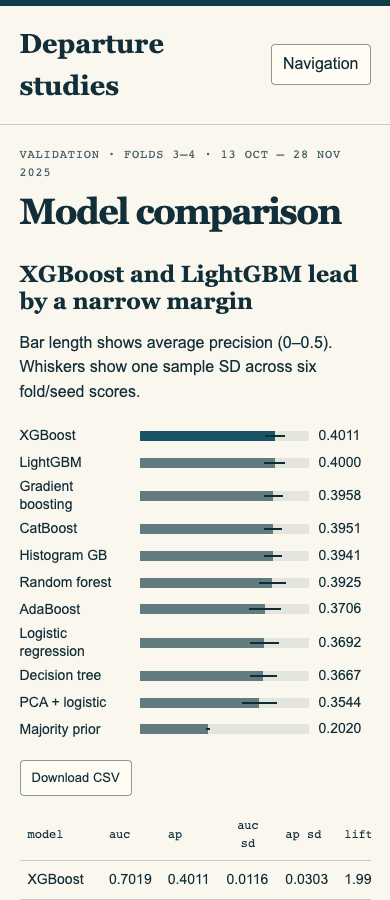 Departure
studies
Navigation
VALIDATION • FOLDS 3–4 • 13 OCT – 28 NOV
2025
Model comparison
XGBoost and LightGBM lead
by a narrow margin
Bar length shows average precision (0–0.5).
Whiskers show one sample SD across six
fold/seed scores.
XGBoost 0.4011
LightGBM 0.4000
Gradient
boosting 0.3958
CatBoost 0.3951
Histogram GB 0.3941
Random forest 0.3925
AdaBoost 0.3706
Logistic
regression 0.3692
Decision tree 0.3667
PCA + logistic 0.3544
Majority prior 0.2020
Download CSV
model auc ap auc sd ap sd lift
XGBoost 0.7019 0.4011 0.0116 0.0303 1.99